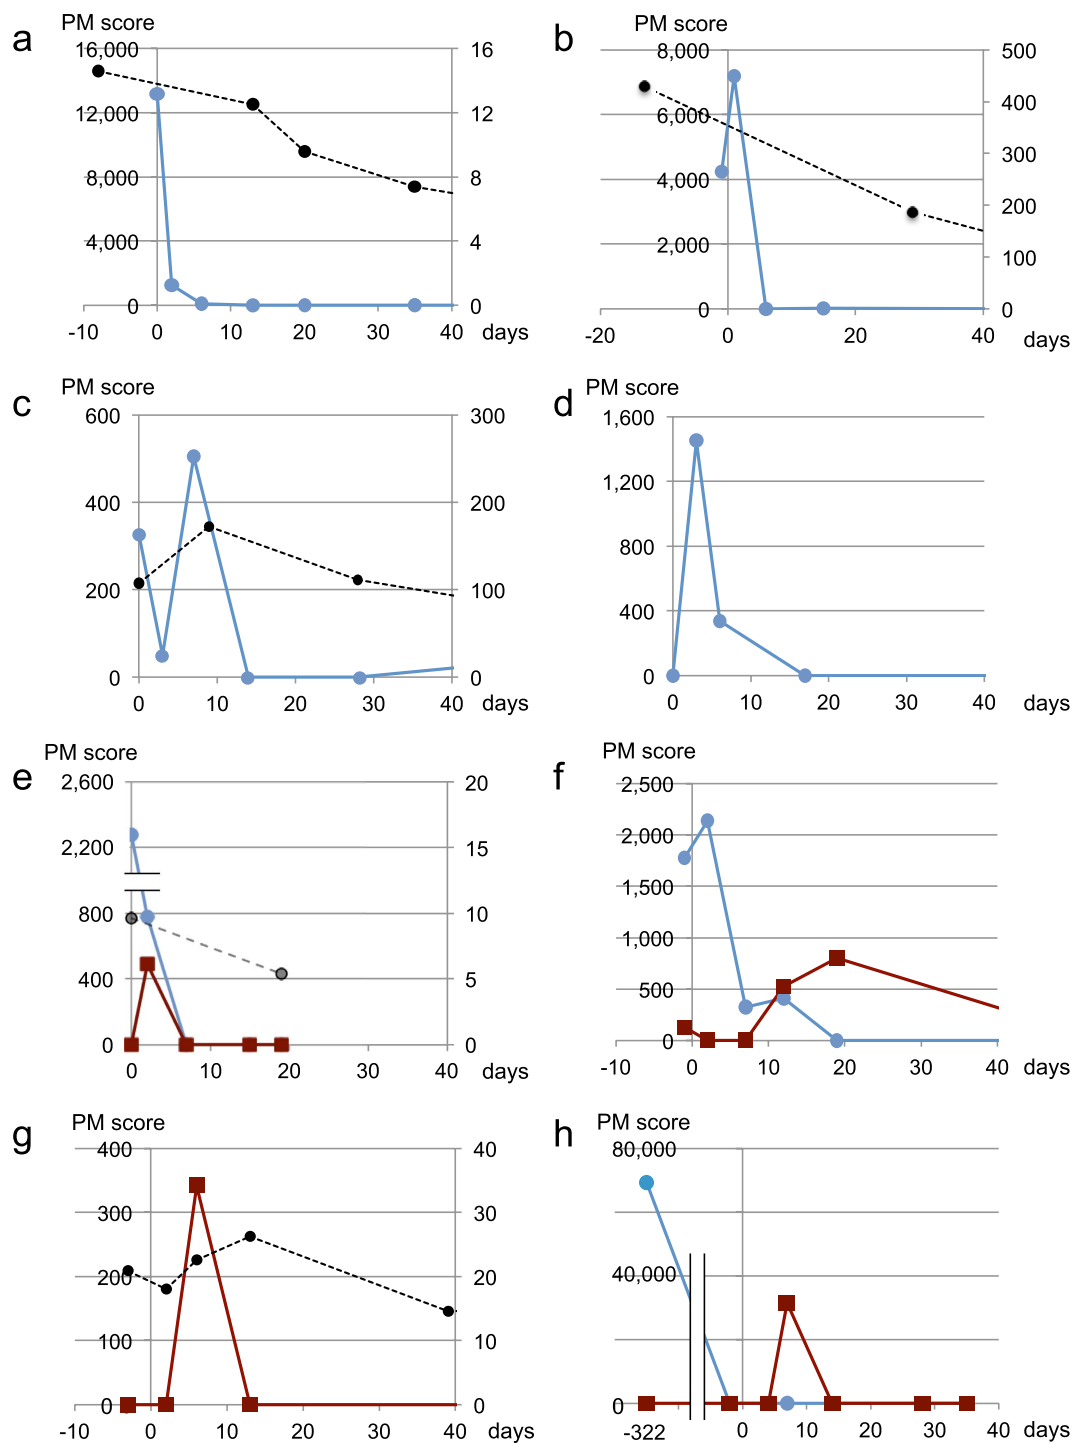 a
PM score
16,000
12,000
8,000
4,000
0
16
12
8
4
0
-10 0 10 20 30 40 days
b
PM score
8,000
6,000
4,000
2,000
0
500
400
300
200
100
0
-20 0 20 40 days
c
PM score
600
400
200
0
300
200
100
0
0 10 20 30 40 days
d
PM score
1,600
1,200
800
400
0
0 10 20 30 40 days
e
PM score
2,600
2,200
800
400
0
20
15
10
5
0
0 10 20 30 40 days
f
PM score
2,500
2,000
1,500
1,000
500
0
-10 0 10 20 30 40 days
g
PM score
400
300
200
100
0
40
30
20
10
0
-10 0 10 20 30 40 days
h
PM score
80,000
40,000
0
-322 0 10 20 30 40 days